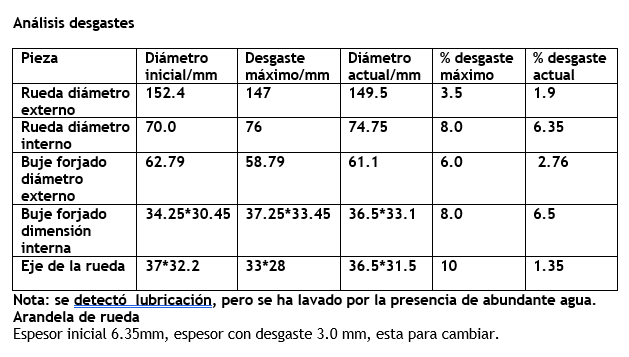 Análisis desgastes
Pieza Diámetro inicial/mm Desgaste máximo/mm Diámetro actual/mm % desgaste máximo % desgaste actual
Rueda diámetro externo 152.4 147 149.5 3.5 1.9
Rueda diámetro interno 70.0 76 74.75 8.0 6.35
Buje forjado diámetro externo 62.79 58.79 61.1 6.0 2.76
Buje forjado dimensión interna 34.25*30.45 37.25*33.45 36.5*33.1 8.0 6.5
Eje de la rueda 37*32.2 33*28 36.5*31.5 10 1.35
Nota: se detectó lubricación, pero se ha lavado por la presencia de abundante agua.
Arandela de rueda
Espesor inicial 6.35mm, espesor con desgaste 3.0 mm, esta para cambiar.